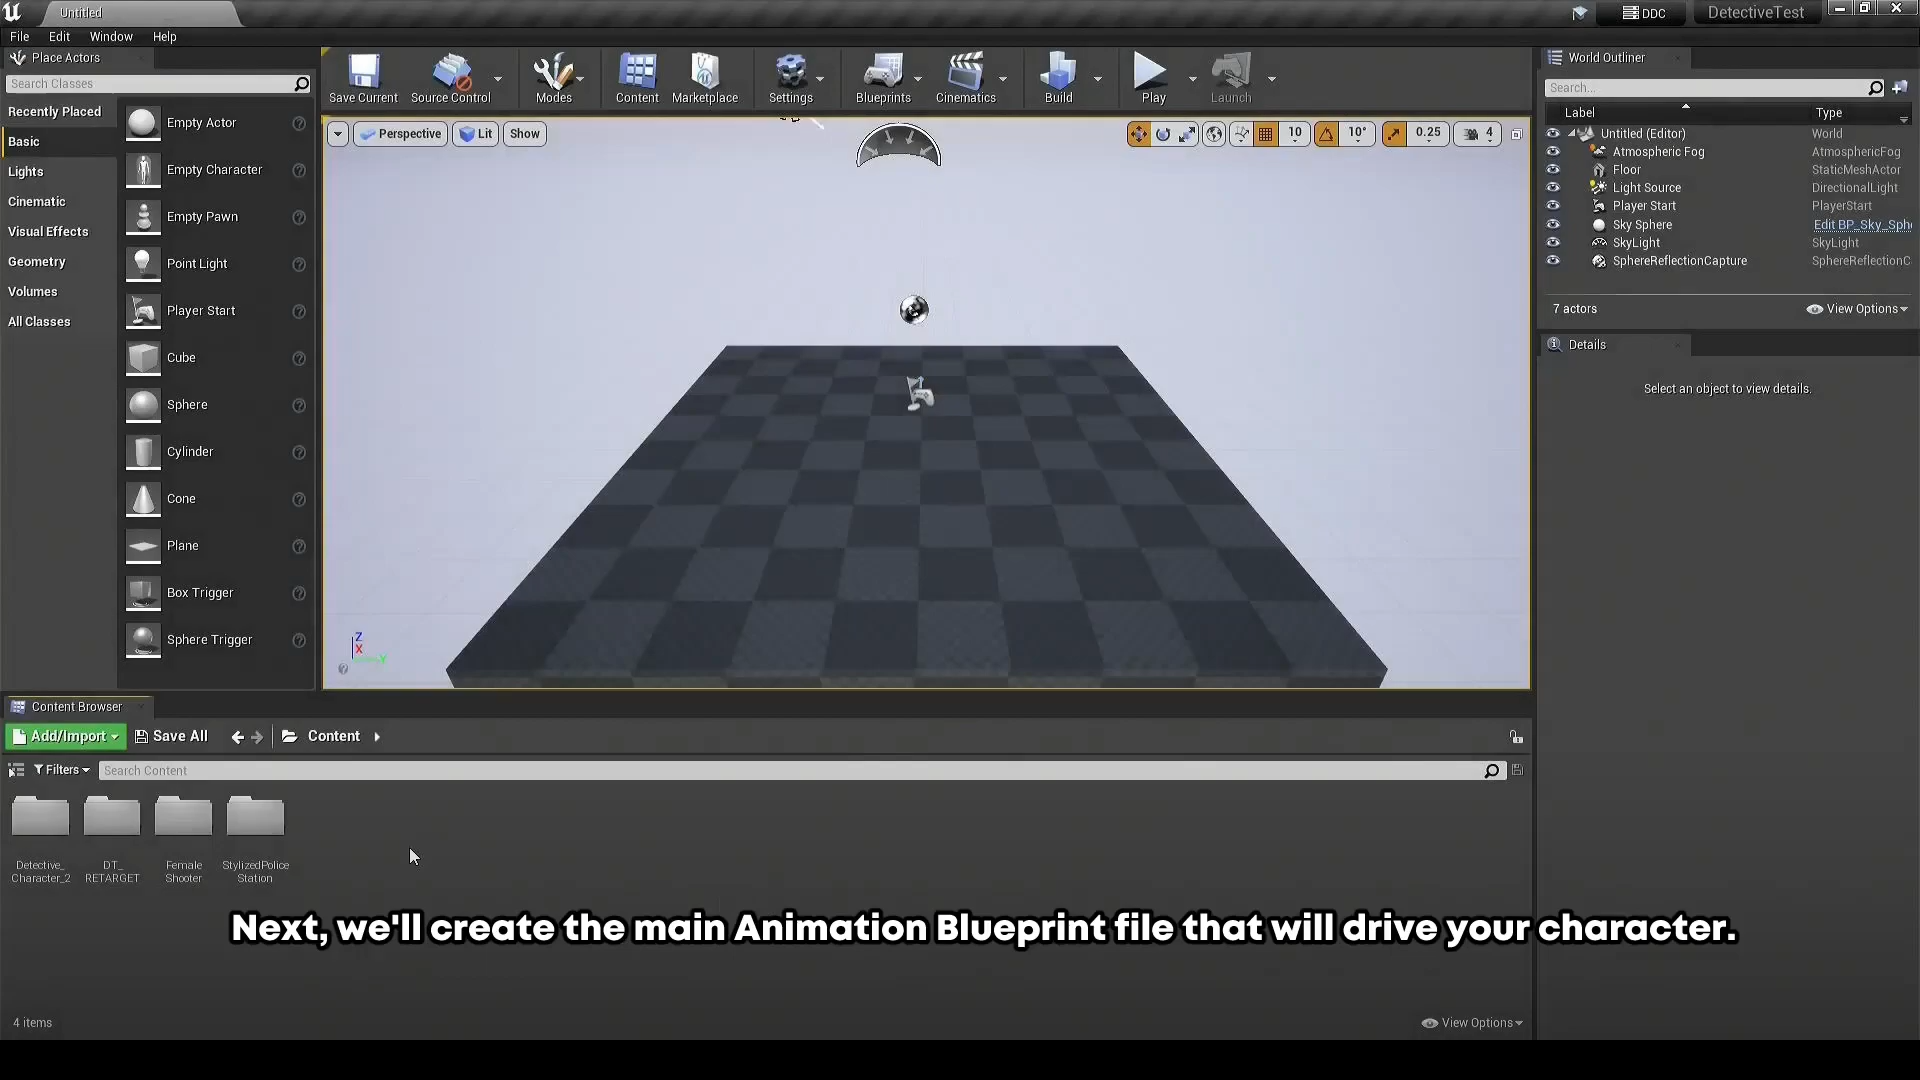 Untitled
DDC
DetectiveTest
File Edit Window Help
Place Actors
Search Classes
Recently Placed
Basic
Lights
Cinematic
Visual Effects
Geometry
Volumes
All Classes
Empty Actor
Empty Character
Empty Pawn
Point Light
Player Start
Cube
Sphere
Cylinder
Cone
Plane
Box Trigger
Sphere Trigger
Save Current
Source Control
Modes
Content
Marketplace
Settings
Blueprints
Cinematics
Build
Play
Launch
Perspective
Lit
Show
10
10°
0.25
4
Z
X
Y
World Outliner
Search...
Label Type
Untitled (Editor) World
Atmospheric Fog AtmosphericFog
Floor StaticMeshActor
Light Source DirectionalLight
Player Start PlayerStart
Sky Sphere Edit BP_Sky_Sph
SkyLight SkyLight
SphereReflectionCapture SphereReflectionC
7 actors
View Options
Details
Select an object to view details.
Content Browser
Add/Import Save All Content
Filters Search Content
Detective_
Character_2
DT_
RETARGET
Female
Shooter
StylizedPolice
Station
Next, we'll create the main Animation Blueprint file that will drive your character.
4 items
View Options